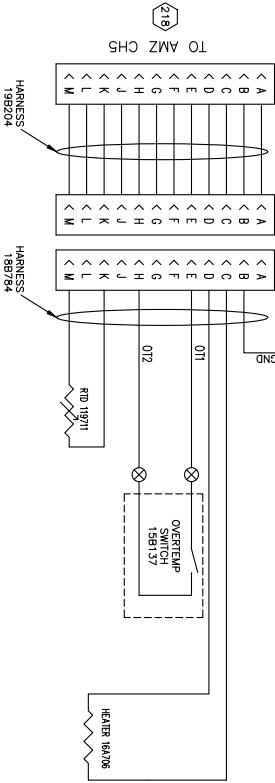 218
TO AMZ CH5
A
B
C
D
E
F
G
H
J
K
L
M
HARNESS
19B204
A
B
C
D
E
F
G
H
J
K
L
M
A
B
C
D
E
F
G
H
J
K
L
M
HARNESS
18B784
GND
OT1
OT2
RTD 119711
OVERTEMP
SWITCH
15B137
HEATER 16A706